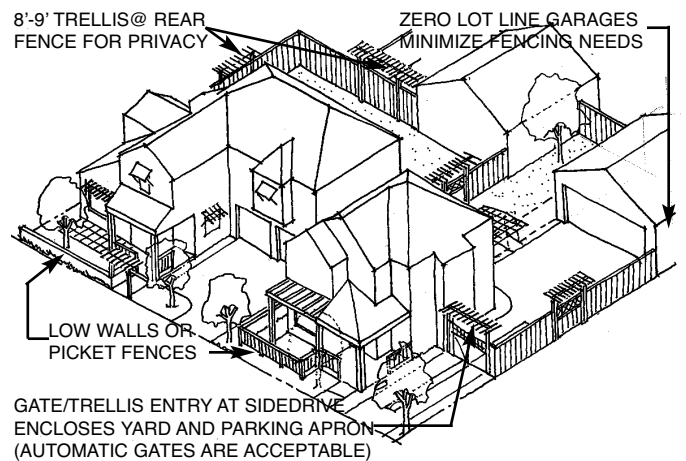 8'-9' TRELLIS@ REAR
FENCE FOR PRIVACY
ZERO LOT LINE GARAGES
MINIMIZE FENCING NEEDS
LOW WALLS OR
PICKET FENCES
GATE/TRELLIS ENTRY AT SIDEDRIVE
ENCLOSES YARD AND PARKING APRON
(AUTOMATIC GATES ARE ACCEPTABLE)